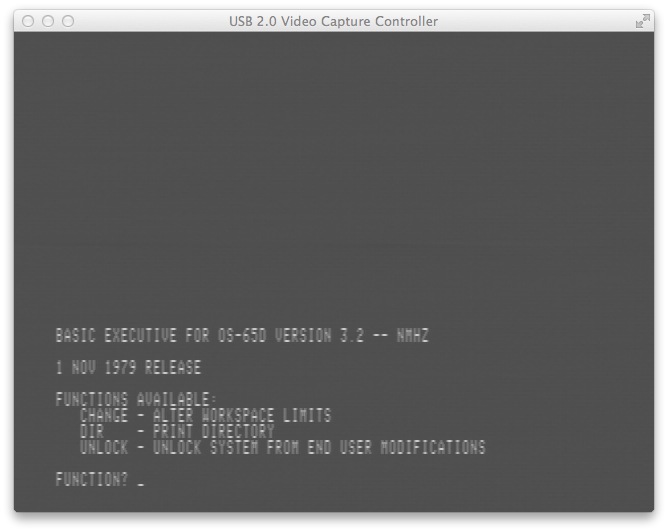 USB 2.0 Video Capture Controller
BASIC EXECUTIVE FOR OS-65D VERSION 3.2 -- NMHZ
1 NOV 1979 RELEASE
FUNCTIONS AVAILABLE:
CHANGE - ALTER WORKSPACE LIMITS
DIR - PRINT DIRECTORY
UNLOCK - UNLOCK SYSTEM FROM END USER MODIFICATIONS
FUNCTION? _